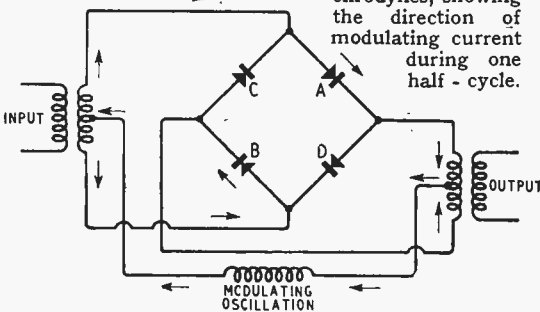 the direction of
modulating current
during one
half - cycle.
C
A
INPUT
B
D
OUTPUT
MODULATING
OSCILLATION